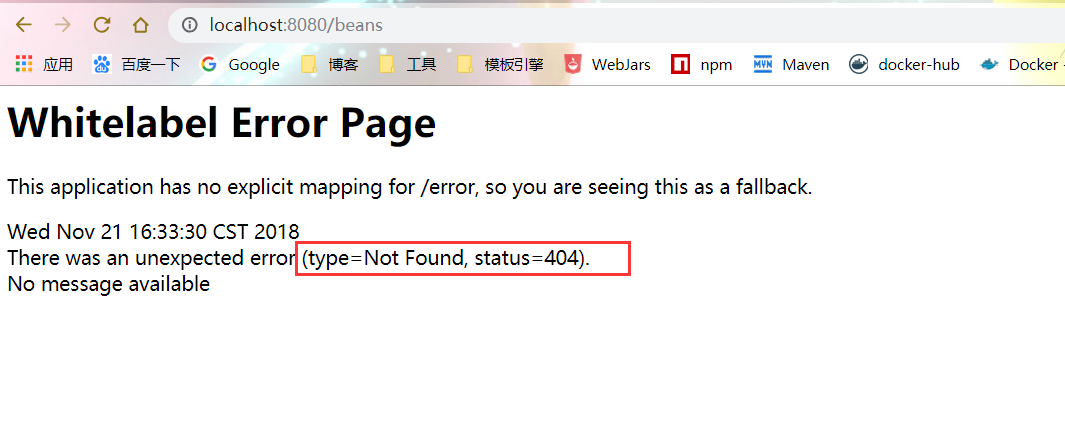 localhost:8080/beans
应用 百度一下 Google 博客 工具 模板引擎 WebJars npm Maven docker-hub Docker
Whitelabel Error Page
This application has no explicit mapping for /error, so you are seeing this as a fallback.
Wed Nov 21 16:33:30 CST 2018
There was an unexpected error (type=Not Found, status=404).
No message available